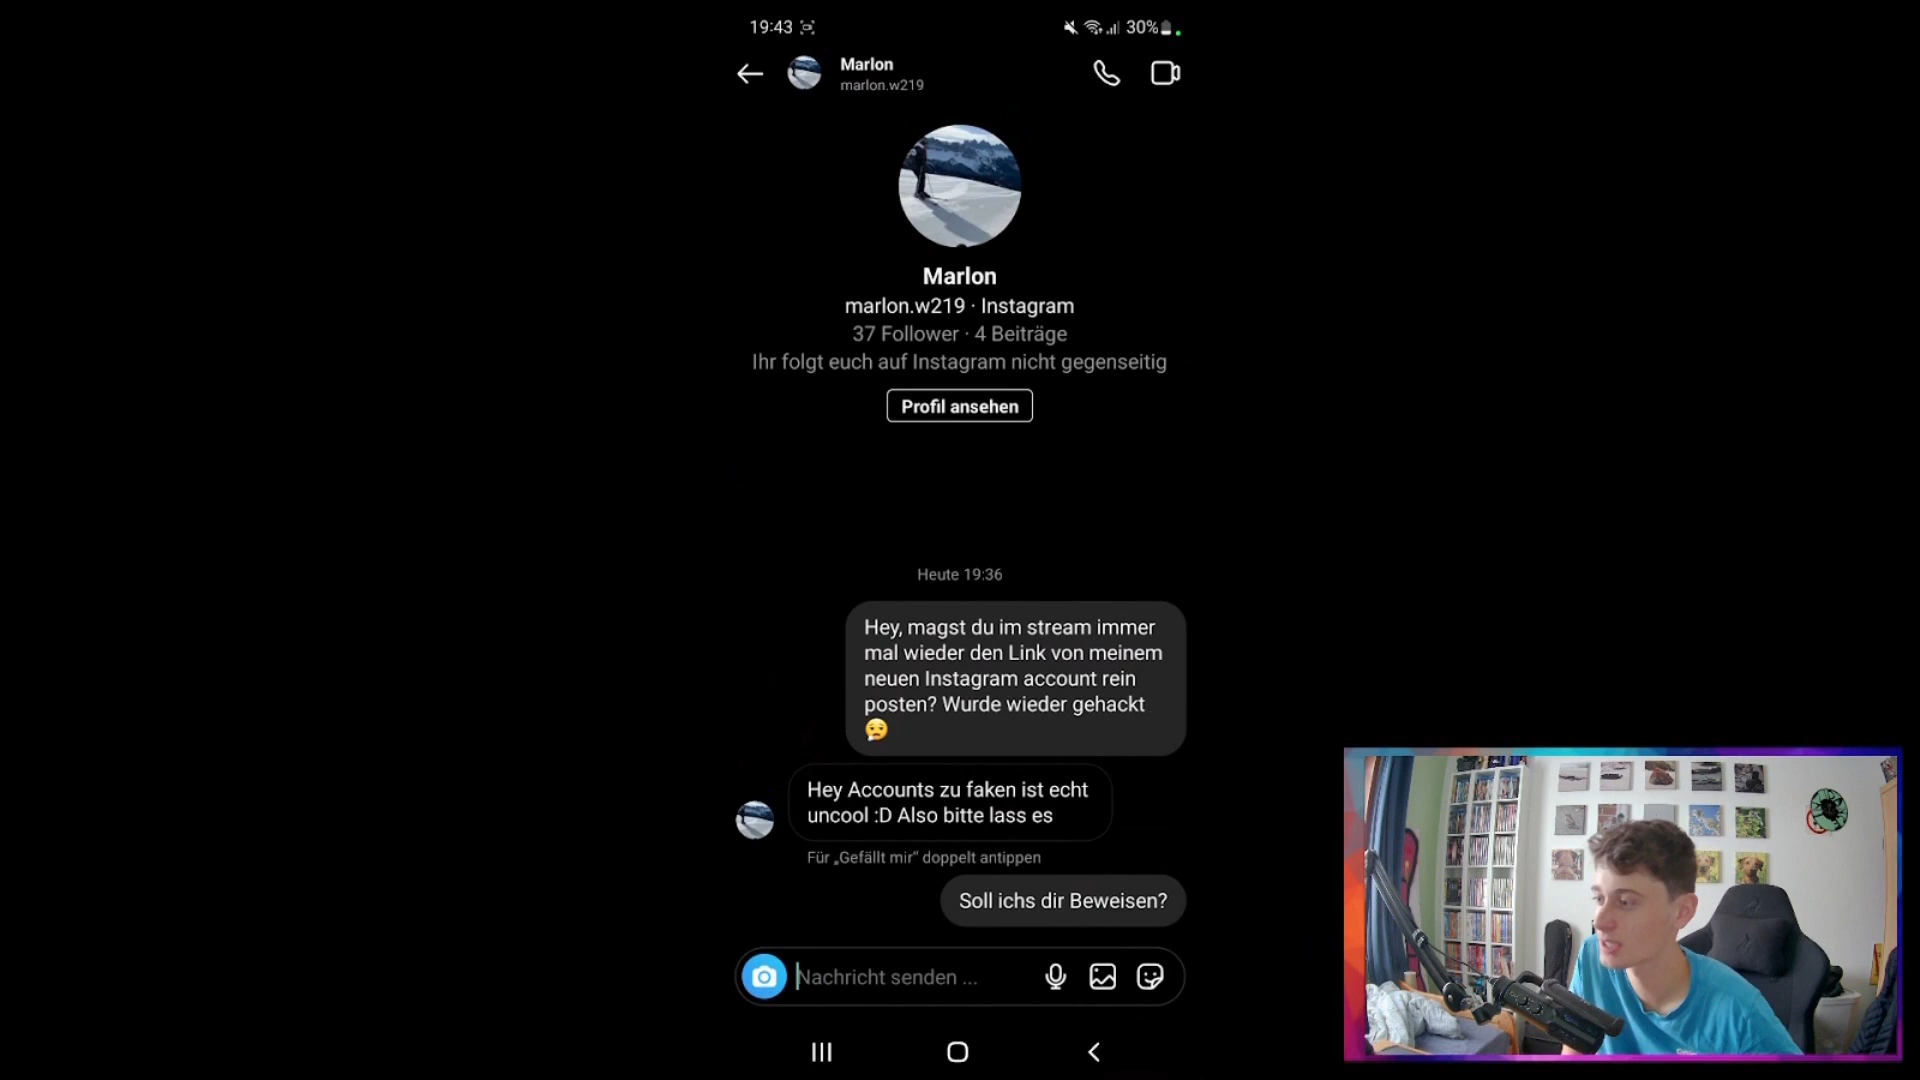 19:43
30%
Marlon
marlon.w219
Marlon
marlon.w219 · Instagram
37 Follower · 4 Beiträge
Ihr folgt euch auf Instagram nicht gegenseitig
Profil ansehen
Heute 19:36
Hey, magst du im stream immer
mal wieder den Link von meinem
neuen Instagram account rein
posten? Wurde wieder gehackt
Hey Accounts zu faken ist echt
uncool :D Also bitte lass es
Für „Gefällt mir“ doppelt antippen
Soll ichs dir Beweisen?
Nachricht senden ...